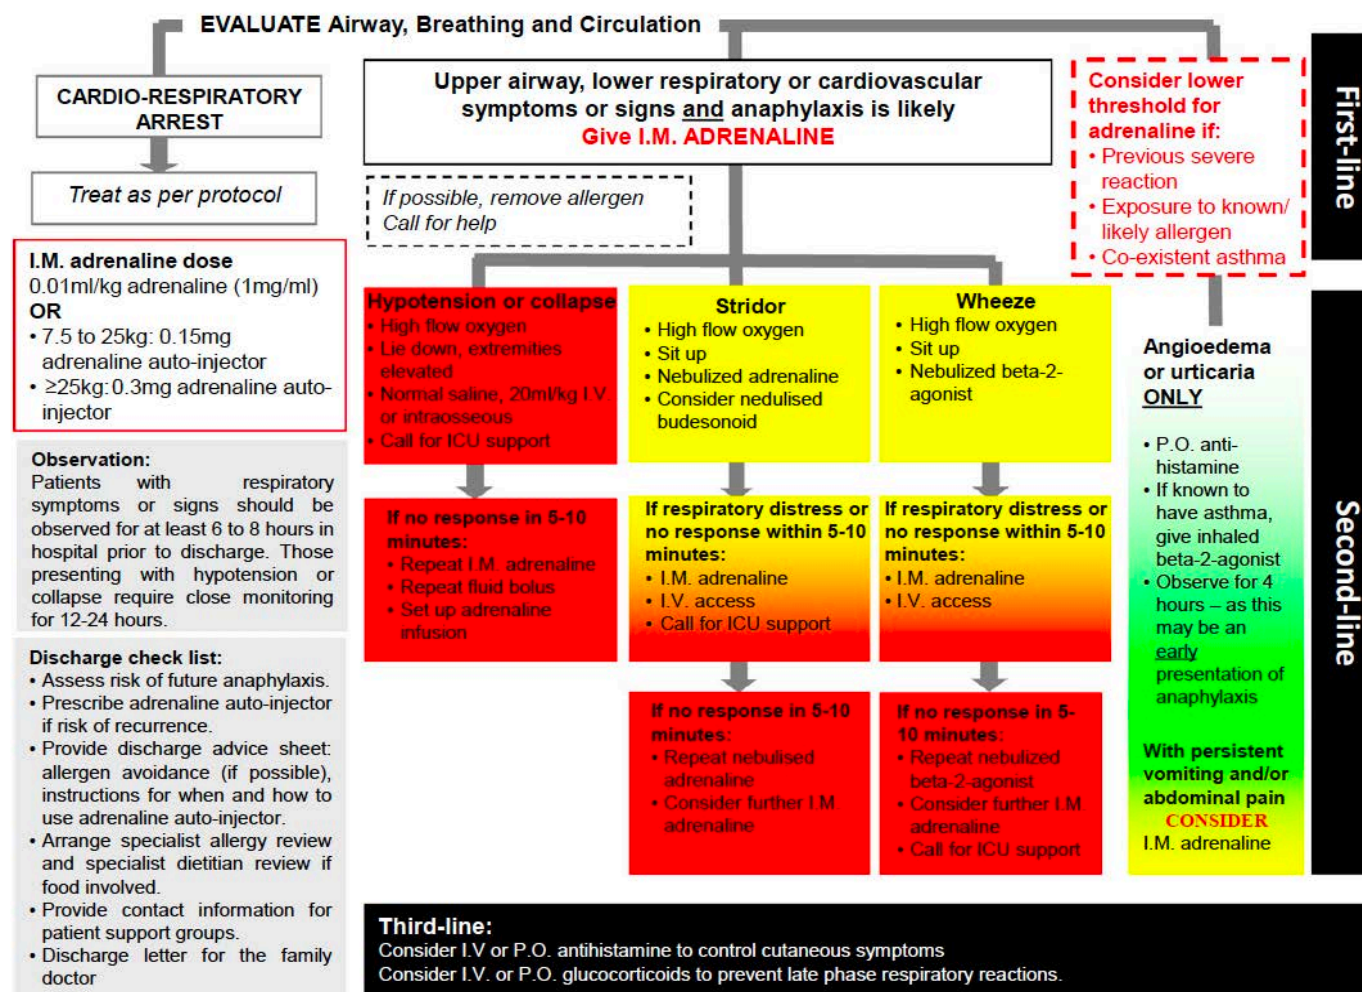 EVALUATE Airway, Breathing and Circulation
CARDIO-RESPIRATORY
ARREST
Treat as per protocol
I.M. adrenaline dose
0.01ml/kg adrenaline (1mg/ml)
OR
• 7.5 to 25kg: 0.15mg
adrenaline auto-injector
• ≥25kg: 0.3mg adrenaline auto-
injector
Observation:
Patients with respiratory
symptoms or signs should be
observed for at least 6 to 8 hours in
hospital prior to discharge. Those
presenting with hypotension or
collapse require close monitoring
for 12-24 hours.
Discharge check list:
• Assess risk of future anaphylaxis.
• Prescribe adrenaline auto-injector
if risk of recurrence.
• Provide discharge advice sheet:
allergen avoidance (if possible),
instructions for when and how to
use adrenaline auto-injector.
• Arrange specialist allergy review
and specialist dietitian review if
food involved.
• Provide contact information for
patient support groups.
• Discharge letter for the family
doctor
Upper airway, lower respiratory or cardiovascular
symptoms or signs and anaphylaxis is likely
Give I.M. ADRENALINE
If possible, remove allergen
Call for help
Hypotension or collapse
• High flow oxygen
• Lie down, extremities
elevated
• Normal saline, 20ml/kg I.V.
or intraosseous
• Call for ICU support
If no response in 5-10
minutes:
• Repeat I.M. adrenaline
• Repeat fluid bolus
• Set up adrenaline
infusion
Stridor
• High flow oxygen
• Sit up
• Nebulized adrenaline
• Consider nedulised
budesonoid
If respiratory distress or
no response within 5-10
minutes:
• I.M. adrenaline
• I.V. access
• Call for ICU support
If no response in 5-10
minutes:
• Repeat nebulised
adrenaline
• Consider further I.M
adrenaline
Wheeze
• High flow oxygen
• Sit up
• Nebulized beta-2-
agonist
If respiratory distress or
no response within 5-10
minutes:
• I.M. adrenaline
• I.V. access
If no response in 5-
10 minutes:
• Repeat nebulized
beta-2-agonist
• Consider further I.M.
adrenaline
• Call for ICU support
Consider lower
threshold for
adrenaline if:
• Previous severe
reaction
• Exposure to known/
likely allergen
• Co-existent asthma
Angioedema
or urticaria
ONLY
• P.O. anti-
histamine
• If known to
have asthma,
give inhaled
beta-2-agonist
• Observe for 4
hours – as this
may be an
early
presentation of
anaphylaxis
With persistent
vomiting and/or
abdominal pain
CONSIDER
I.M. adrenaline
First-line
Second-line
Third-line:
Consider I.V or P.O. antihistamine to control cutaneous symptoms
Consider I.V. or P.O. glucocorticoids to prevent late phase respiratory reactions.